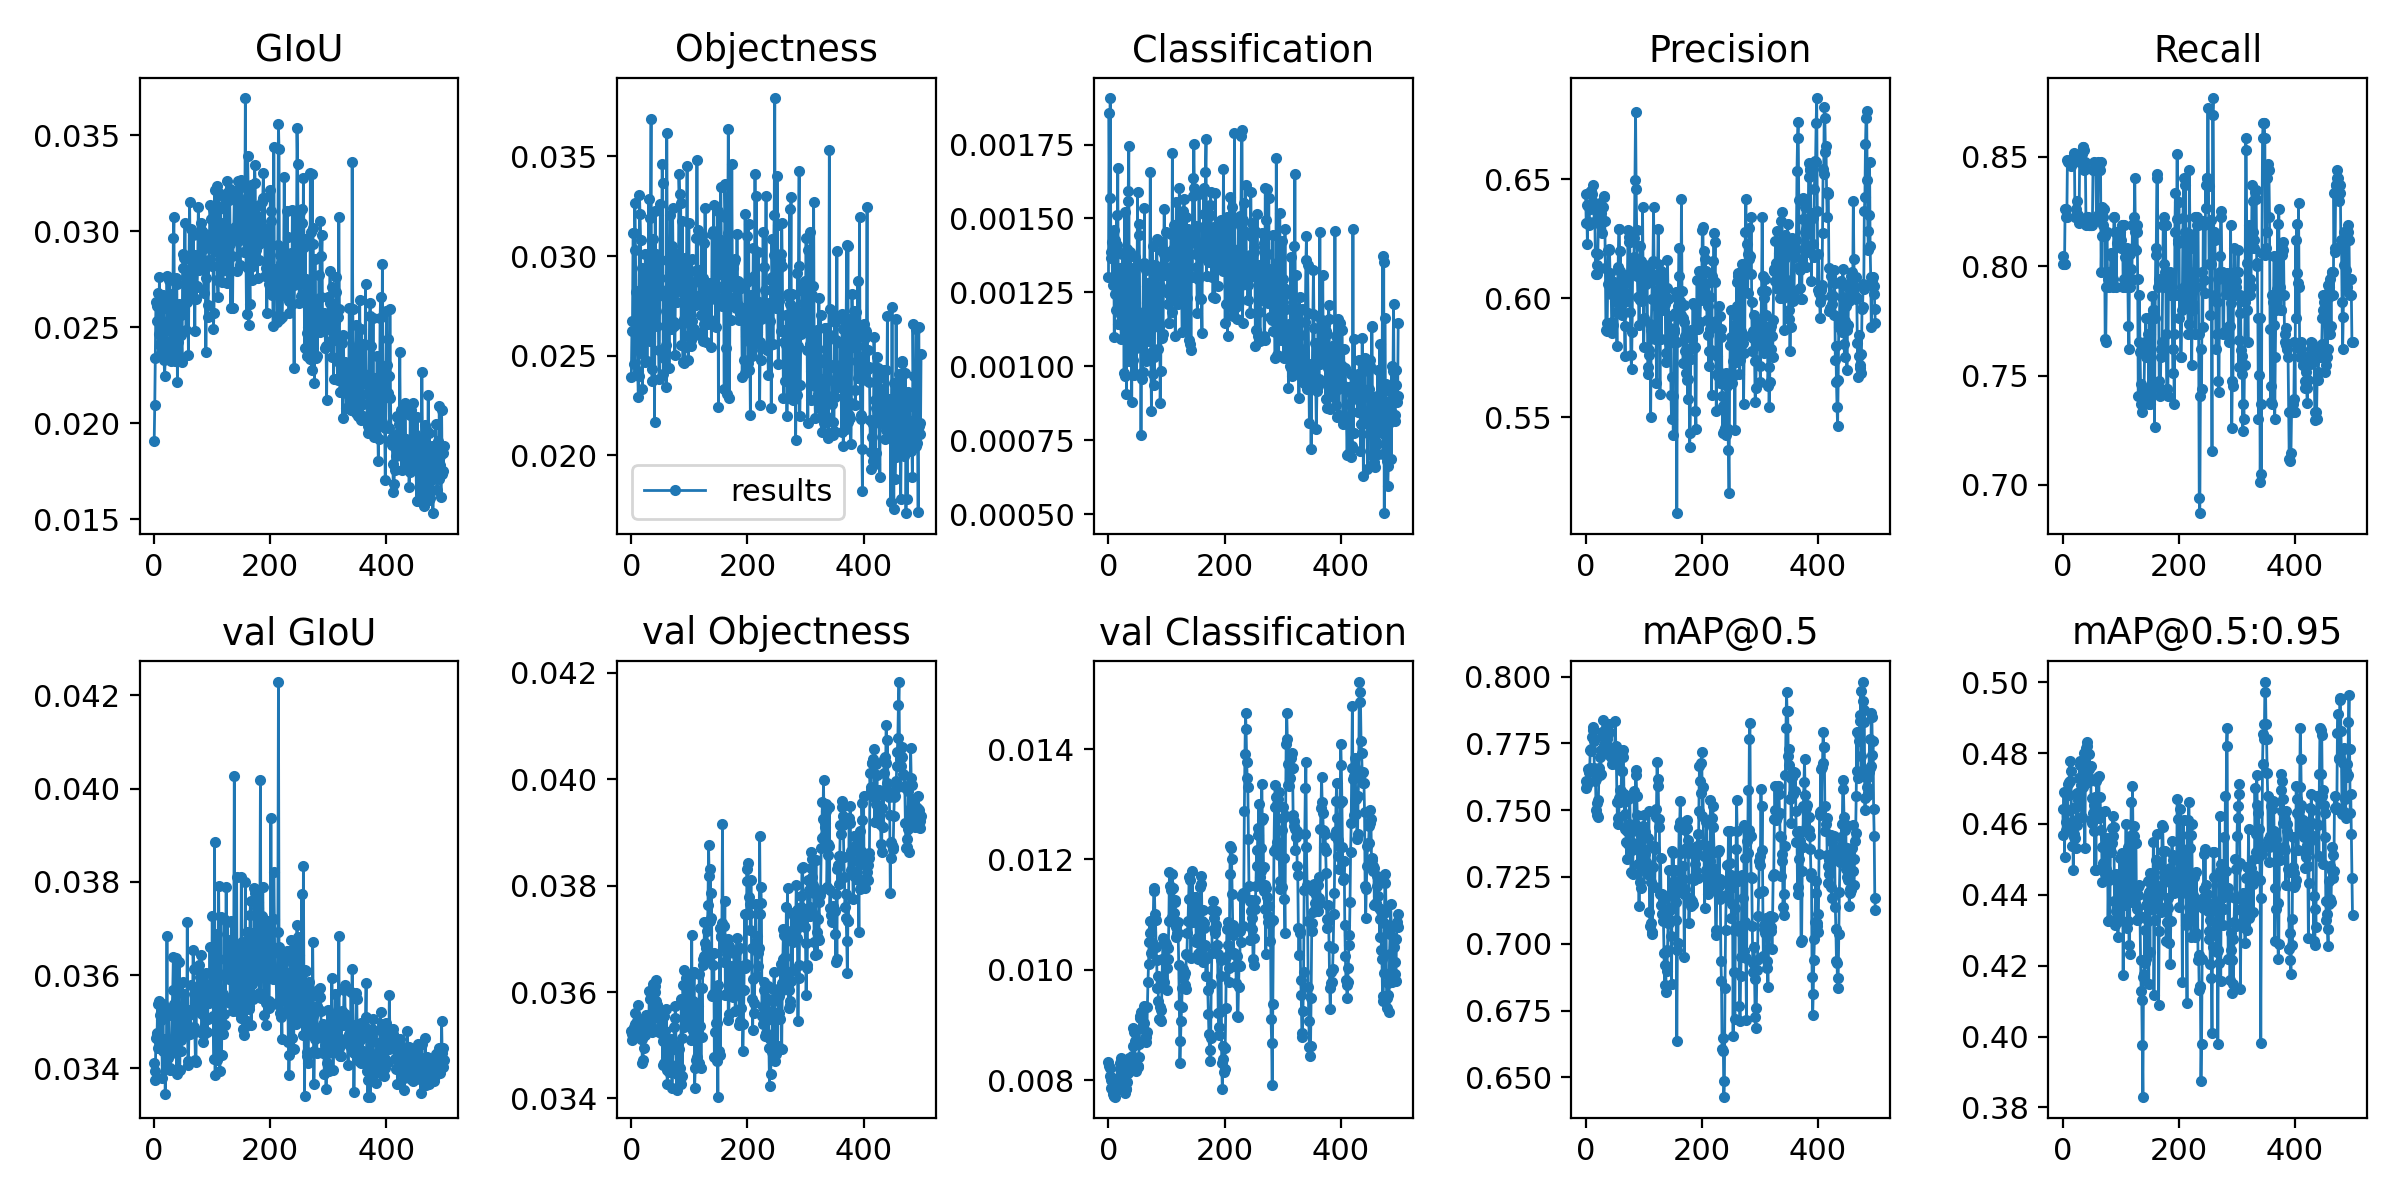 GIoU
Objectness
Classification
Precision
Recall
0.035
0.030
0.025
0.020
0.015
0 200 400
0.035
0.030
0.025
0.020
results
0 200 400
0.00175
0.00150
0.00125
0.00100
0.00075
0.00050
0 200 400
0.65
0.60
0.55
0 200 400
0.85
0.80
0.75
0.70
0 200 400
val GIoU
val Objectness
val Classification
mAP@0.5
mAP@0.5:0.95
0.042
0.040
0.038
0.036
0.034
0 200 400
0.042
0.040
0.038
0.036
0.034
0 200 400
0.014
0.012
0.010
0.008
0 200 400
0.800
0.775
0.750
0.725
0.700
0.675
0.650
0 200 400
0.50
0.48
0.46
0.44
0.42
0.40
0.38
0 200 400